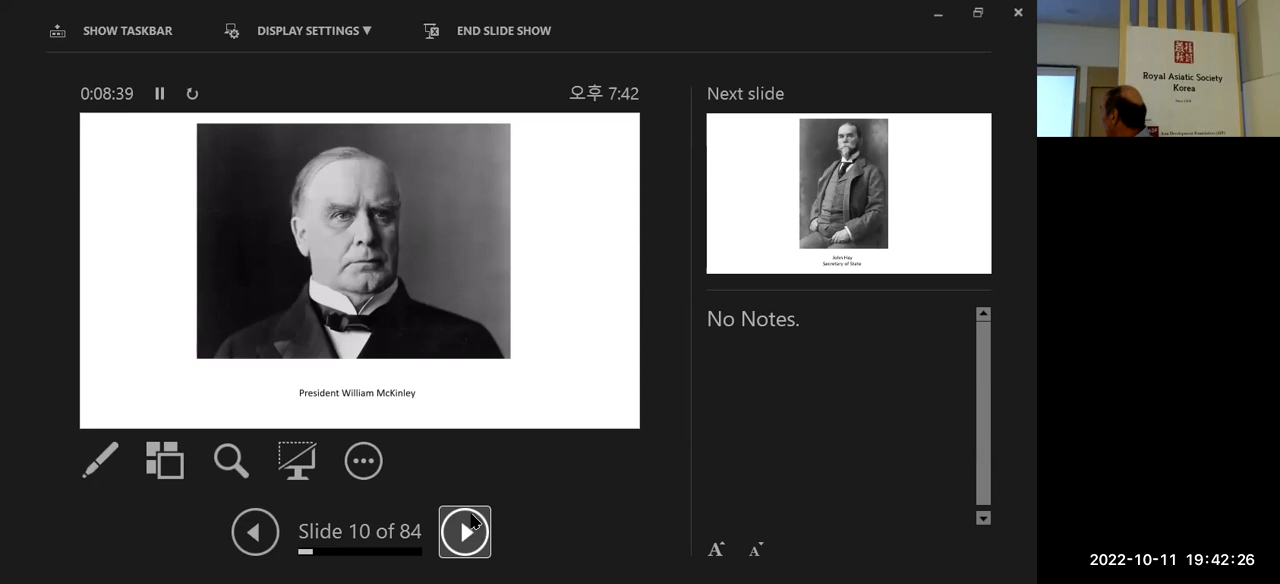 SHOW TASKBAR
DISPLAY SETTINGS ▼
END SLIDE SHOW
0:08:39
오후 7:42
President William McKinley
Slide 10 of 84
Next slide
John Hay
Secretary of State
No Notes.
A A
Royal Asiatic Society
Korea
2022-10-11 19:42:26